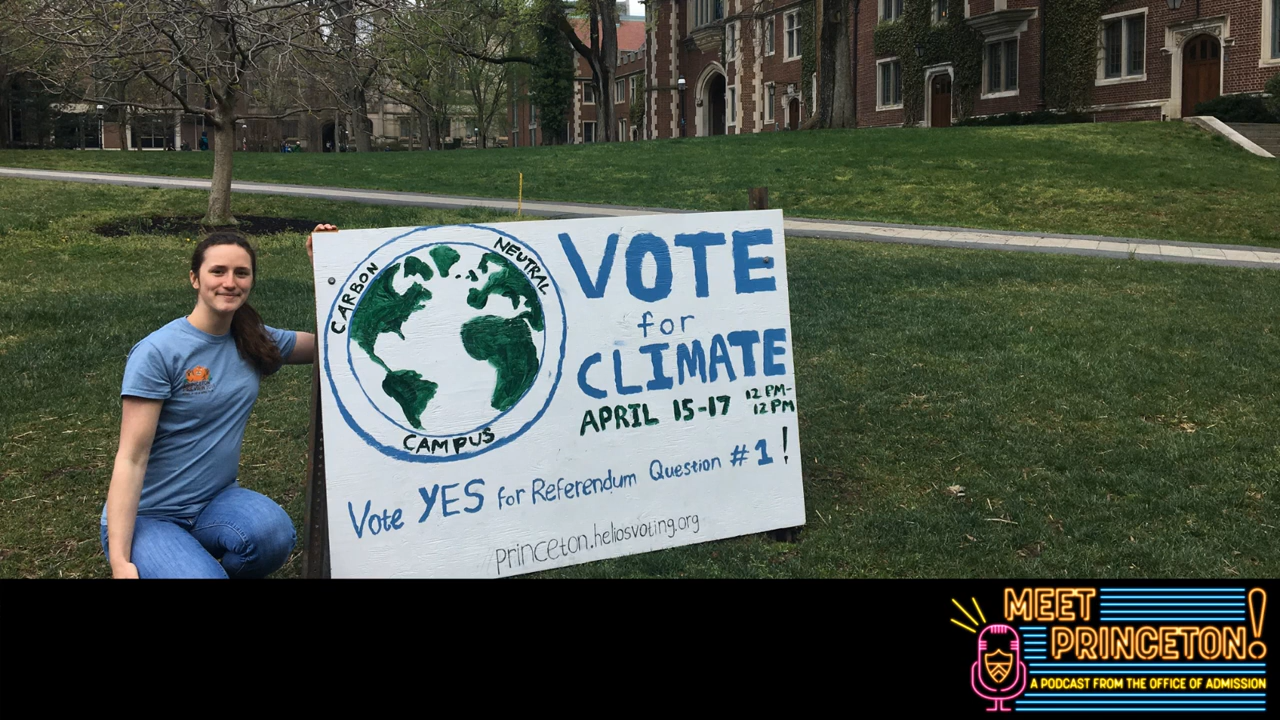 CARBON NEUTRAL
CAMPUS
VOTE
for
CLIMATE
APRIL 15-17 12 PM-
12 PM
Vote YES for Referendum Question #1!
princeton.heliosvoting.org
MEET
PRINCETON!
A PODCAST FROM THE OFFICE OF ADMISSION